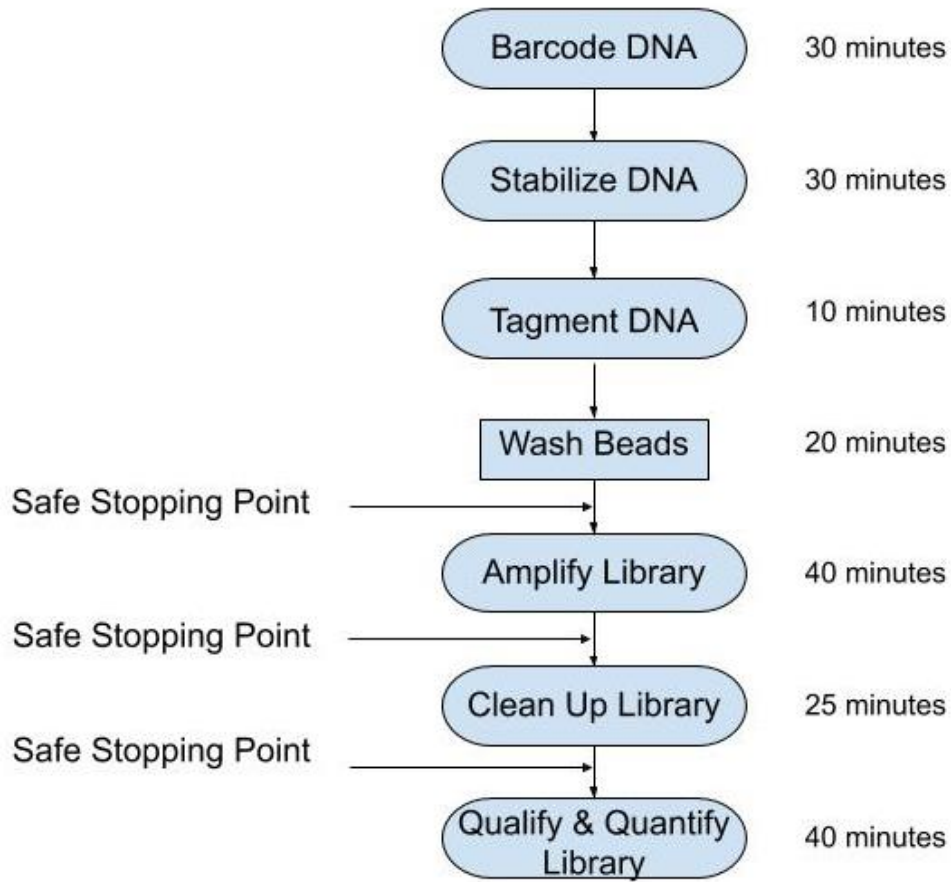 Barcode DNA 30 minutes
Stabilize DNA 30 minutes
Tagment DNA 10 minutes
Wash Beads 20 minutes
Safe Stopping Point
Amplify Library 40 minutes
Safe Stopping Point
Clean Up Library 25 minutes
Safe Stopping Point
Qualify & Quantify
Library
40 minutes